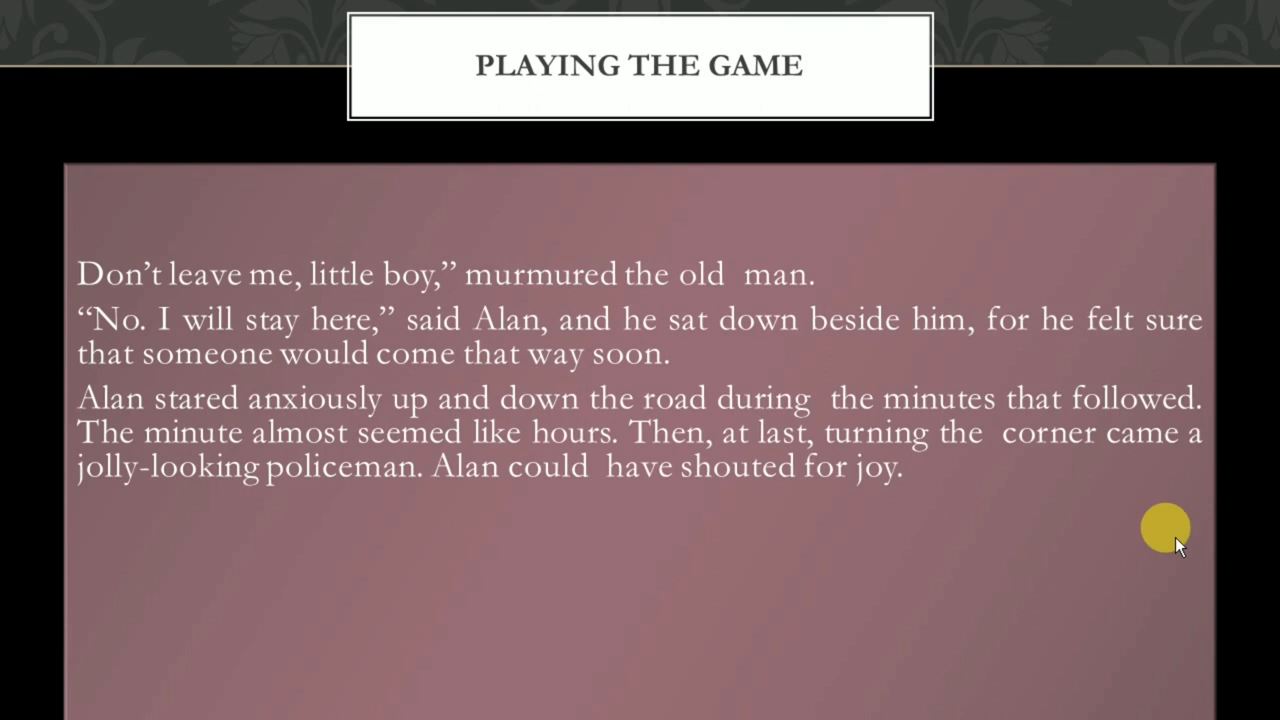 PLAYING THE GAME
Don’t leave me, little boy,” murmured the old man.
“No. I will stay here,” said Alan, and he sat down beside him, for he felt sure
that someone would come that way soon.
Alan stared anxiously up and down the road during the minutes that followed.
The minute almost seemed like hours. Then, at last, turning the corner came a
jolly-looking policeman. Alan could have shouted for joy.